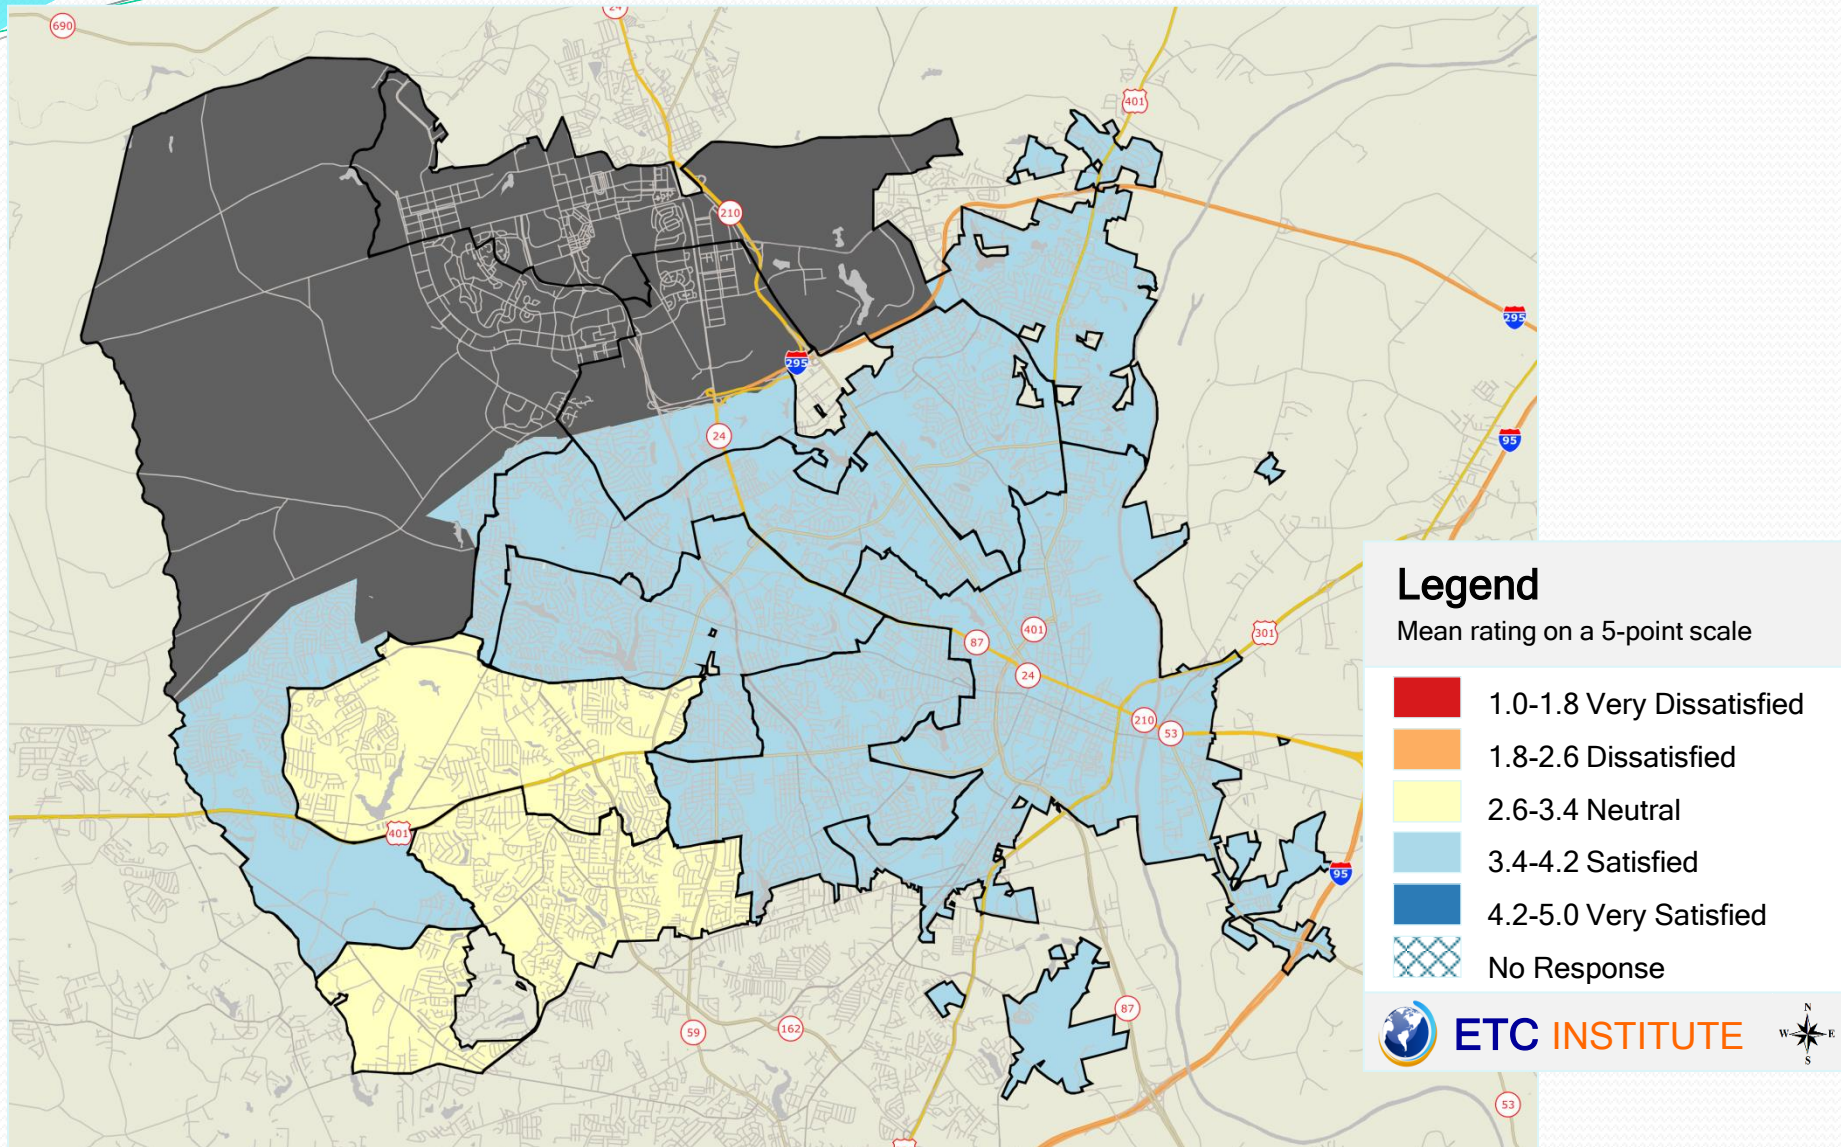 690
24
401
210
295
295
95
24
401
87
24
301
210
53
401
95
87
59
162
53
Legend
Mean rating on a 5-point scale
1.0-1.8 Very Dissatisfied
1.8-2.6 Dissatisfied
2.6-3.4 Neutral
3.4-4.2 Satisfied
4.2-5.0 Very Satisfied
No Response
ETC INSTITUTE
N
W E
S